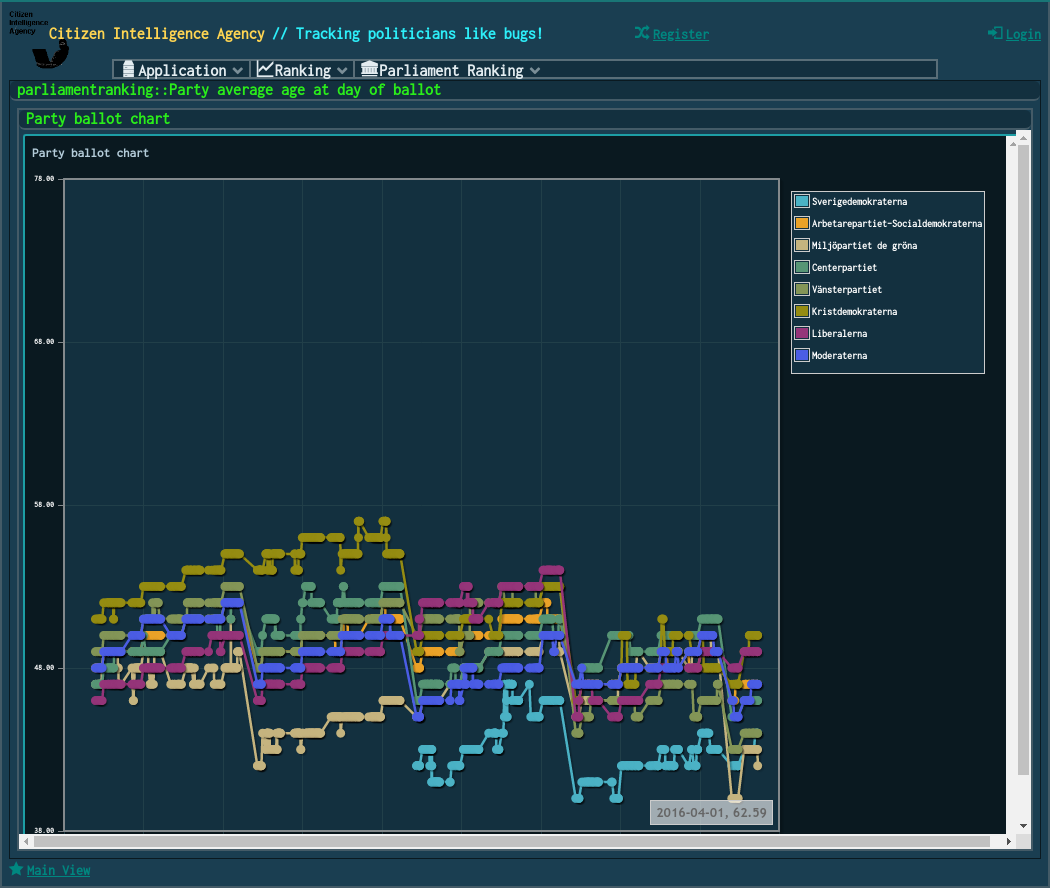 Citizen
Intelligence
Agency
Citizen Intelligence Agency // Tracking politicians like bugs!
Register
Login
Application
Ranking
Parliament Ranking
parliamentranking::Party average age at day of ballot
Party ballot chart
Party ballot chart
78.00
68.00
58.00
48.00
38.00
Sverigedemokraterna
Arbetarepartiet-Socialdemokraterna
Miljöpartiet de gröna
Centerpartiet
Vänsterpartiet
Kristdemokraterna
Liberalerna
Moderaterna
2016-04-01, 62.59
Main View